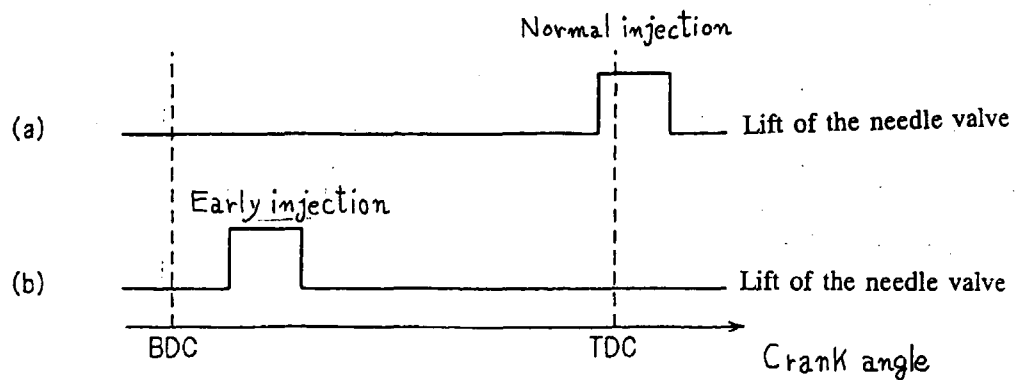 Normal injection
(a)
Lift of the needle valve
Early injection
(b)
Lift of the needle valve
BDC
TDC
Crank angle